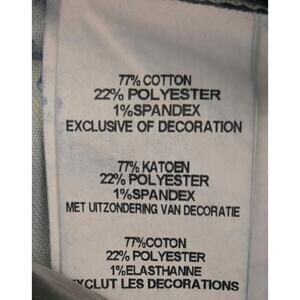 77% COTTON
22% POLYESTER
1% SPANDEX
EXCLUSIVE OF DECORATION
77% KATOEN
22% POLYESTER
1% SPANDEX
MET UITZONDERING VAN DECORATIE
77% COTON
22% POLYESTER
1% ELASTHANNE
EXCLUT LES DECORATIONS